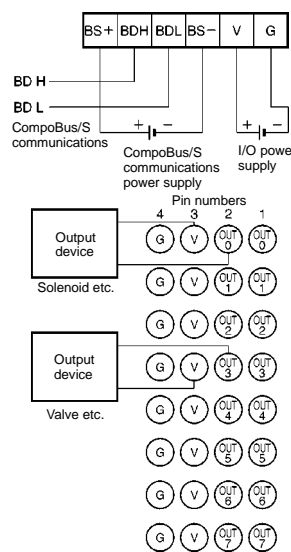 BS+ BDH BDL BS− V G
BD H
BD L
CompoBus/S
communications
+ −
CompoBus/S
communications
power supply
+ −
I/O power
supply
Pin numbers
4 3 2 1
Output
device
Solenoid etc.
G V OUT 0 OUT 0
G V OUT 1 OUT 1
G V OUT 2 OUT 2
Output
device
Valve etc.
G V OUT 3 OUT 3
G V OUT 4 OUT 4
G V OUT 5 OUT 5
G V OUT 6 OUT 6
G V OUT 7 OUT 7